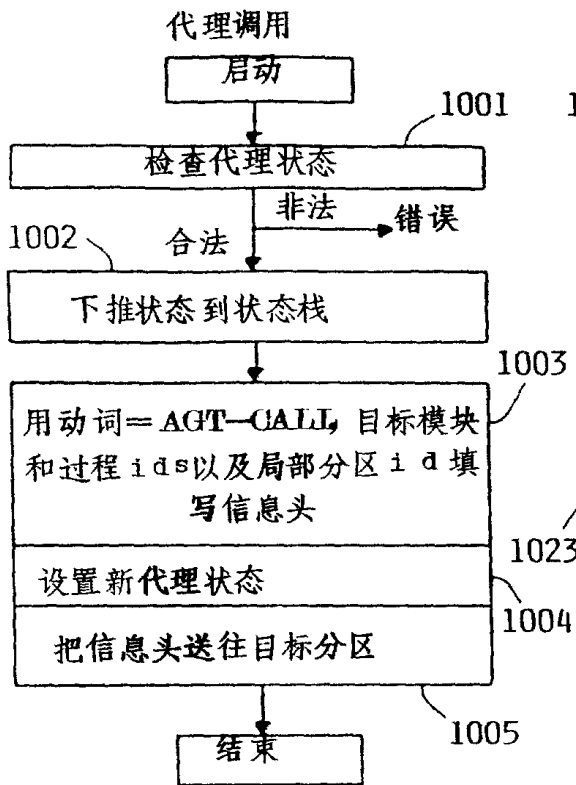 代理调用
启动
1001
1
检查代理状态
非法
错误
1002
合法
下推状态到状态栈
1003
用动词=AGT-CALL,目标模块
和过程ids以及局部分区id填
写信息头
1023
设置新代理状态
1004
把信息头送往目标分区
1005
结束